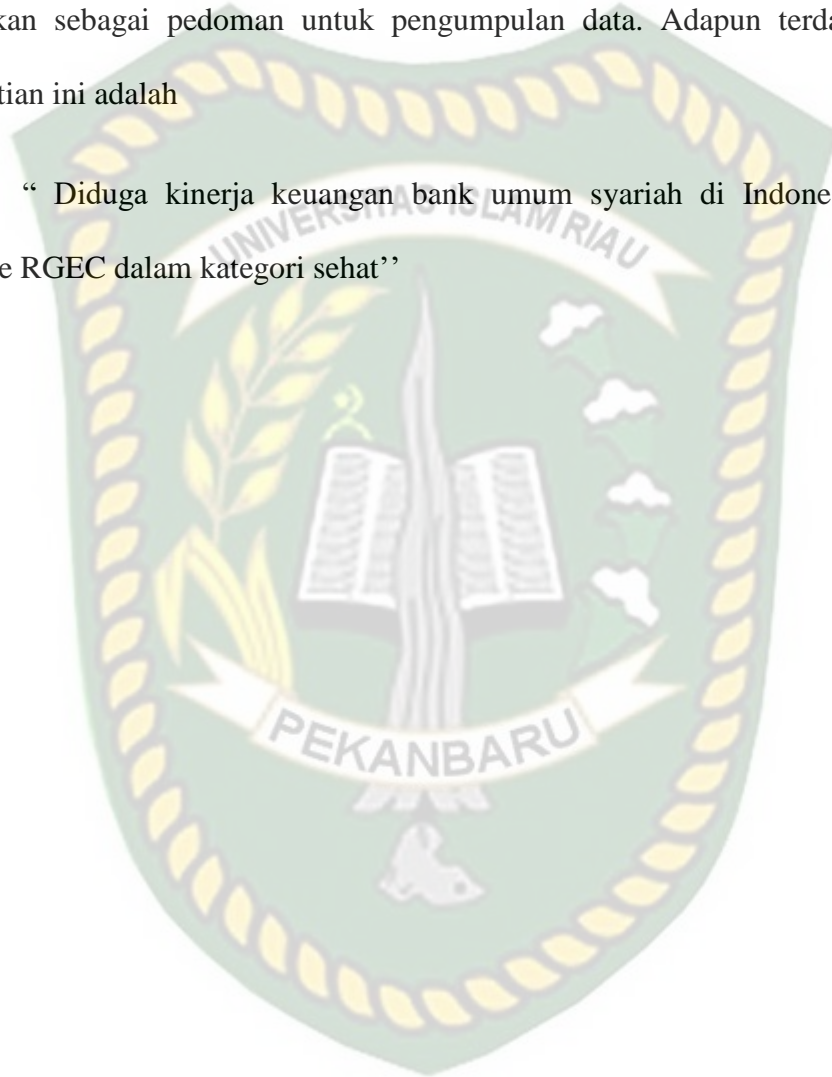 kan sebagai pedoman untuk pengumpulan data. Adapun terda
tian ini adalah
“ Diduga kinerja keuangan bank umum syariah di Indone
e RGEC dalam kategori sehat’’
UNIVERSITAS ISLAM RIAU
PEKANBARU